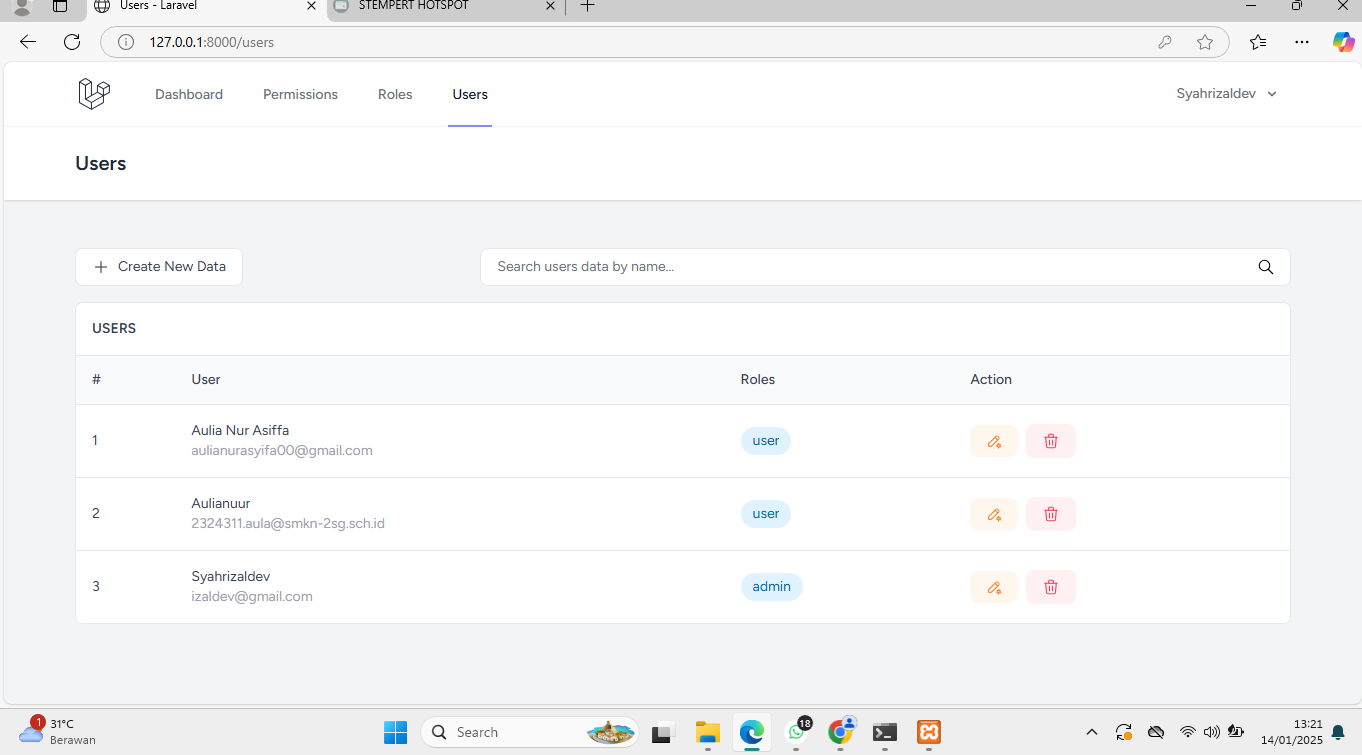 Users - Laravel
STEMPERT HOTSPOT
127.0.0.1:8000/users
Dashboard
Permissions
Roles
Users
Syahrizaldev
Users
Create New Data
Search users data by name...
USERS
# User Roles Action
1 Aulia Nur Asiffa user
aulianurasyifa00@gmail.com
2 Aulianuur user
2324311.aula@smkn-2sg.sch.id
3 Syahrizaldev admin
izaldev@gmail.com
1
31°C
Berawan
Search
18
13:21
14/01/2025